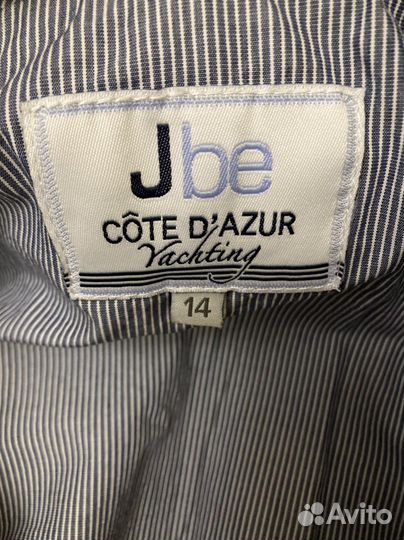 Jbe
CÔTE D'AZUR
Yachting
14
Avito